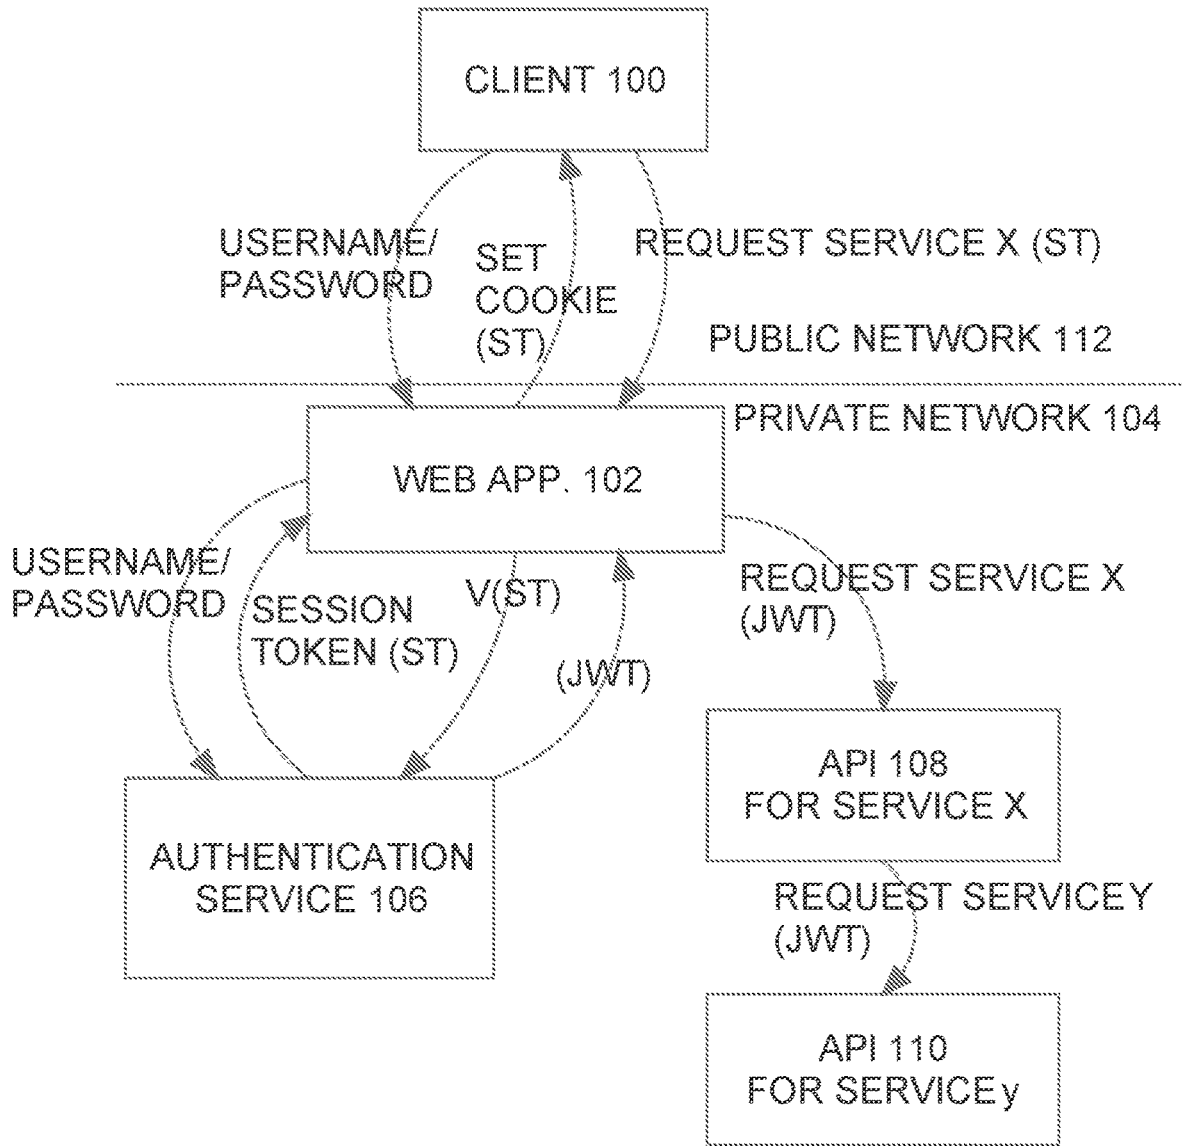 CLIENT 100
USERNAME/
PASSWORD
SET
COOKIE
(ST)
REQUEST SERVICE X (ST)
PUBLIC NETWORK 112
PRIVATE NETWORK 104
WEB APP. 102
USERNAME/
PASSWORD
SESSION
TOKEN (ST)
V(ST)
(JWT)
REQUEST SERVICE X
(JWT)
API 108
FOR SERVICE X
AUTHENTICATION
SERVICE 106
REQUEST SERVICEY
(JWT)
API 110
FOR SERVICEy